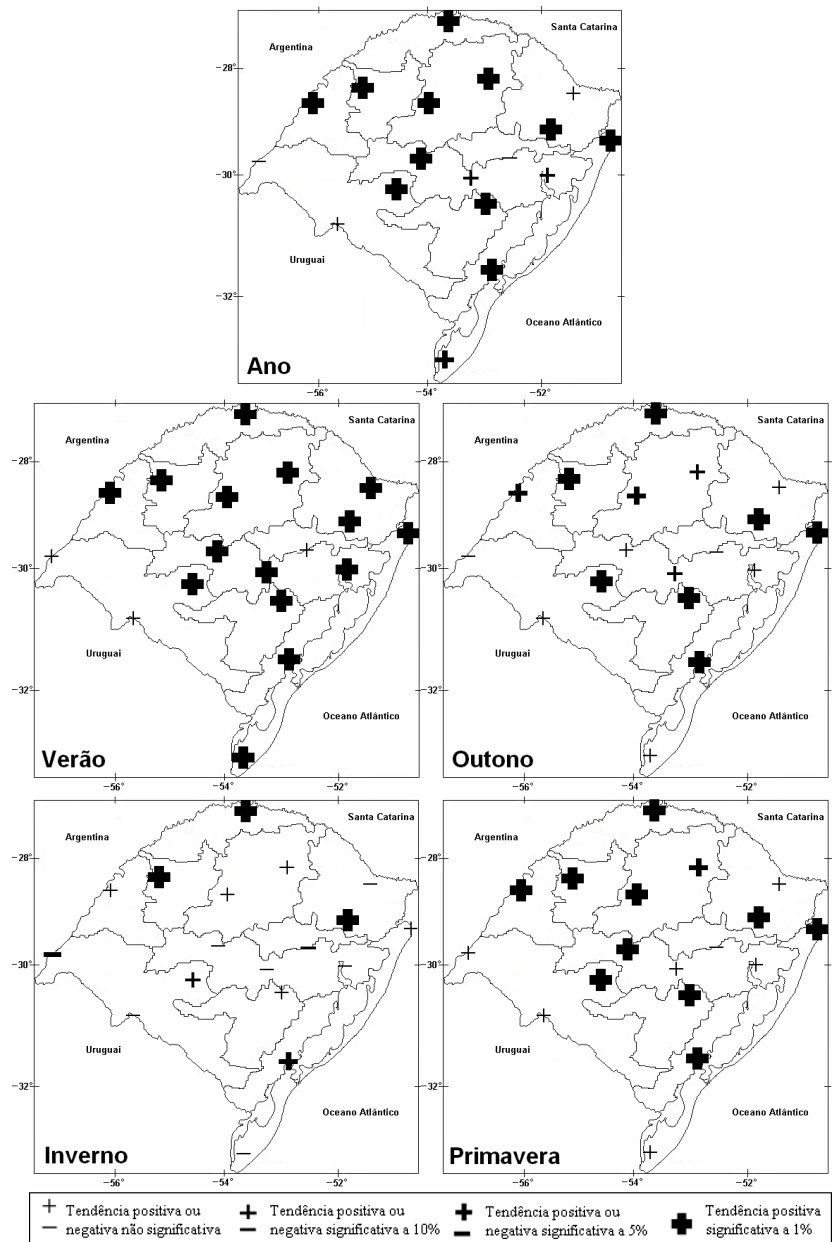 Santa Catarina
Argentina
−28°
−30°
Uruguai
−32°
Oceano Atlântico
Ano
−56° −54° −52°
Santa Catarina
Argentina
−28°
−30°
Uruguai
−32°
Oceano Atlântico
Verão
−56° −54° −52°
Santa Catarina
Argentina
−28°
−30°
Uruguai
−32°
Oceano Atlântico
Outono
−56° −54° −52°
Santa Catarina
Argentina
−28°
−30°
Uruguai
−32°
Oceano Atlântico
Inverno
−56° −54° −52°
Santa Catarina
Argentina
−28°
−30°
Uruguai
−32°
Oceano Atlântico
Primavera
−56° −54° −52°
Tendência positiva ou
negativa não significativa
Tendência positiva ou
negativa significativa a 10%
Tendência positiva ou
negativa significativa a 5%
Tendência positiva
significativa a 1%